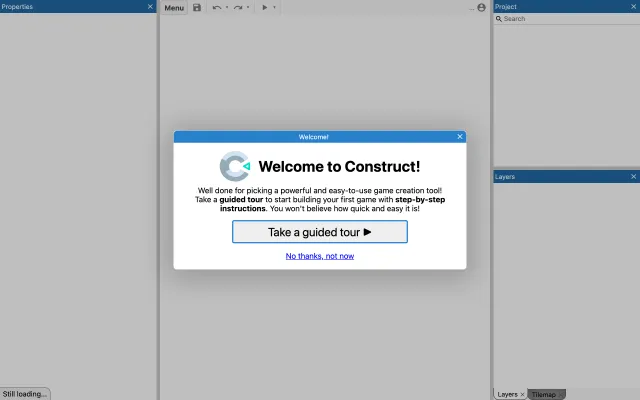 Properties
Menu
...
Project
Search
Welcome!
Welcome to Construct!
Well done for picking a powerful and easy-to-use game creation tool!
Take a guided tour to start building your first game with step-by-step
instructions. You won't believe how quick and easy it is!
Take a guided tour ▶
No thanks, not now
Layers
Still loading...
Layers
Tilemap